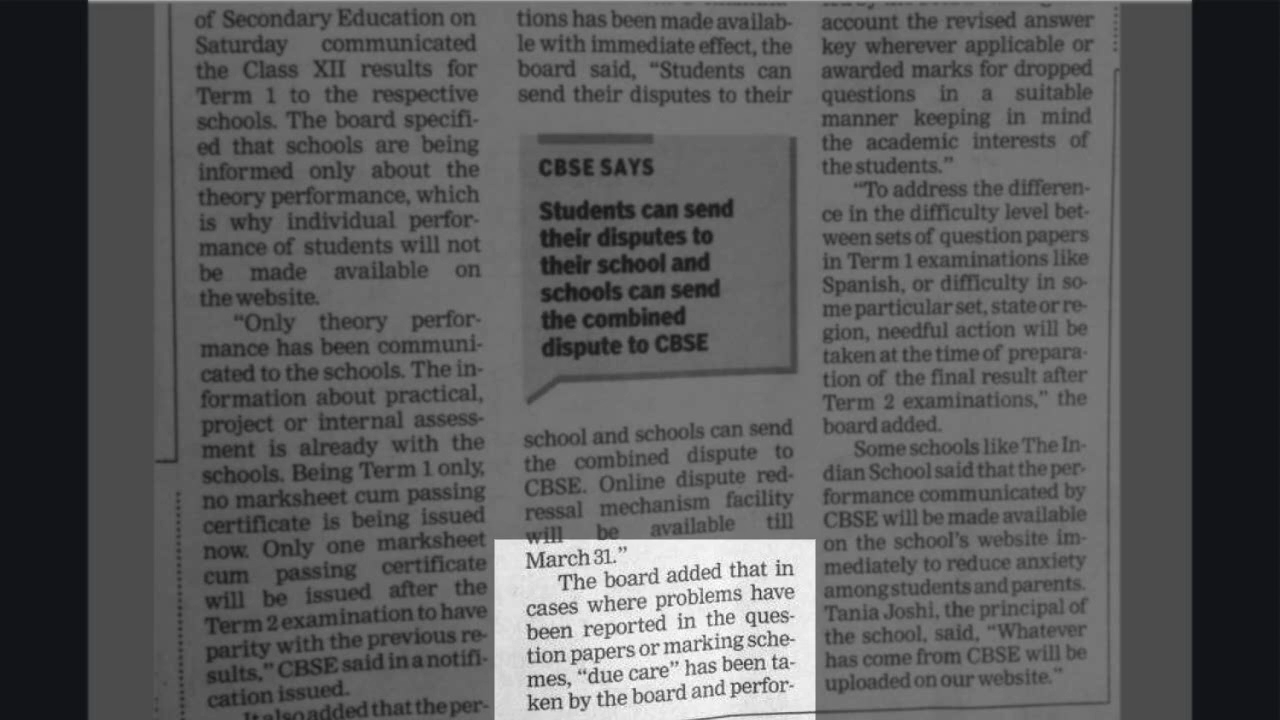 of Secondary Education on
Saturday communicated
the Class XII results for
Term 1 to the respective
schools. The board specifi-
ed that schools are being
informed only about the
theory performance, which
is why individual perfor-
mance of students will not
be made available on
the website.
“Only theory perfor-
mance has been communi-
cated to the schools. The in-
formation about practical,
project or internal assess-
ment is already with the
schools. Being Term 1 only,
no marksheet cum passing
certificate is being issued
now. Only one marksheet
cum passing certificate
will be issued after the
Term 2 examination to have
parity with the previous re-
sults,” CBSE said in a notifi-
cation issued.
It also added that the per-
tions has been made availab-
le with immediate effect, the
board said, “Students can
send their disputes to their
CBSE SAYS
Students can send
their disputes to
their school and
schools can send
the combined
dispute to CBSE
school and schools can send
the combined dispute to
CBSE. Online dispute red-
ressal mechanism facility
will be available till
March 31.”
The board added that in
cases where problems have
been reported in the ques-
tion papers or marking sche-
mes, “due care” has been ta-
ken by the board and perfor-
account the revised answer
key wherever applicable or
awarded marks for dropped
questions in a suitable
manner keeping in mind
the academic interests of
the students.”
“To address the differen-
ce in the difficulty level bet-
ween sets of question papers
in Term 1 examinations like
Spanish, or difficulty in so-
me particular set, state or re-
gion, needful action will be
taken at the time of prepara-
tion of the final result after
Term 2 examinations,” the
board added.
Some schools like The In-
dian School said that the per-
formance communicated by
CBSE will be made available
on the school’s website im-
mediately to reduce anxiety
among students and parents.
Tania Joshi, the principal of
the school, said, “Whatever
has come from CBSE will be
uploaded on our website.”